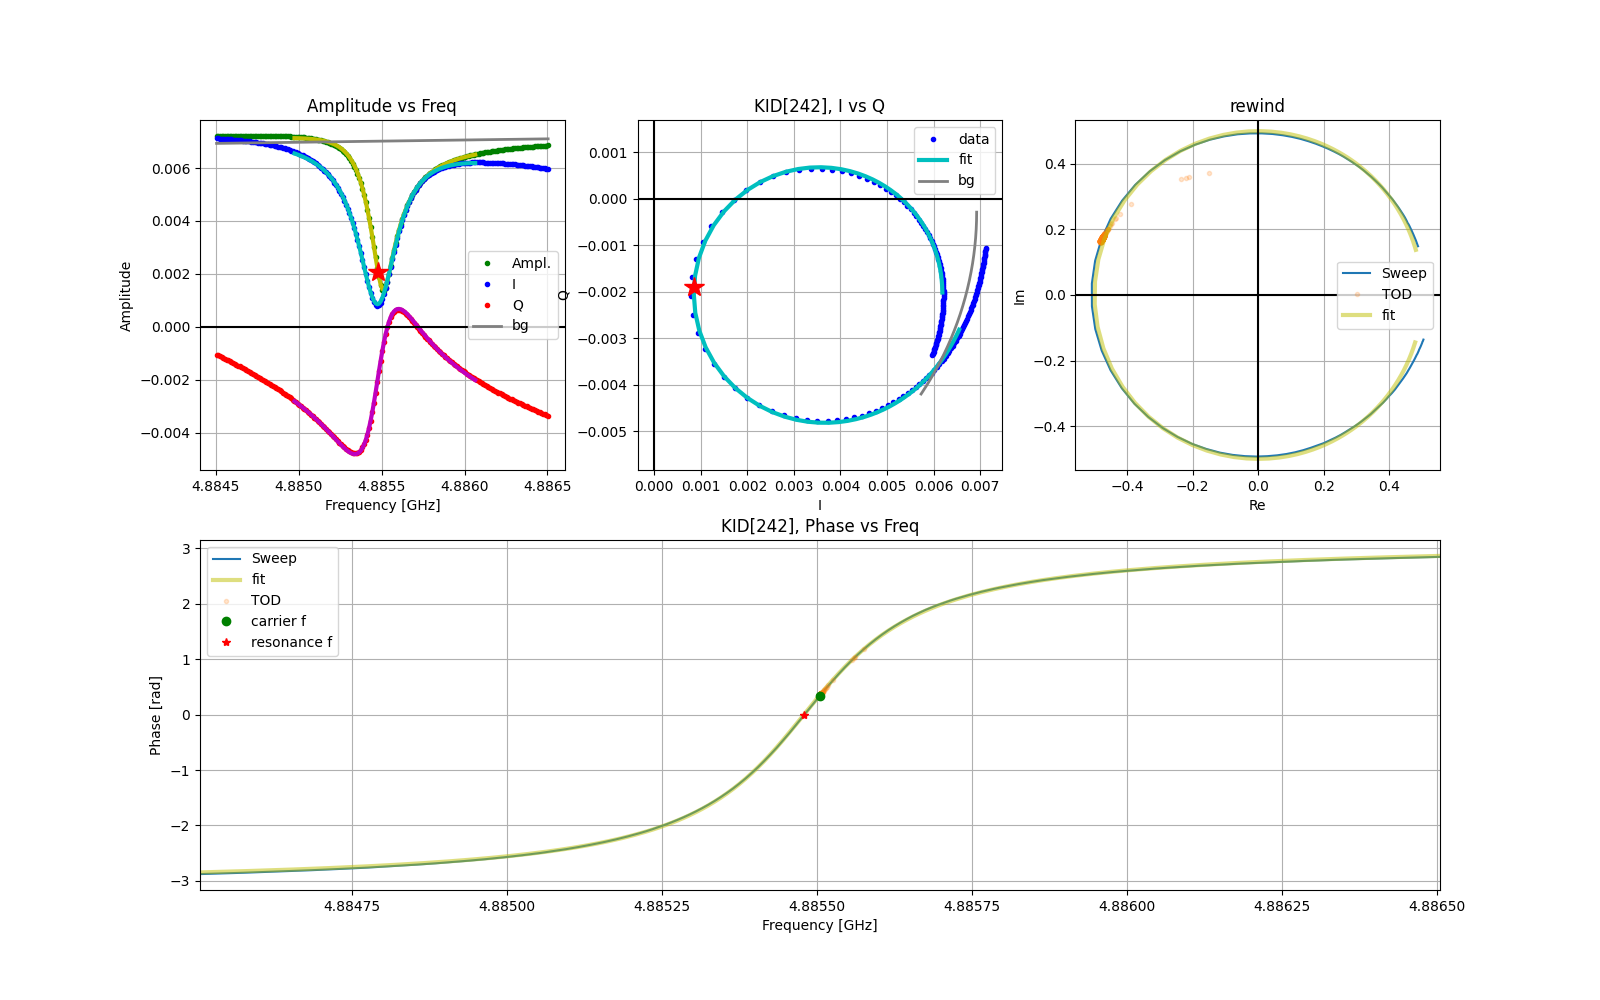 Amplitude vs Freq
Amplitude
0.006
0.004
0.002
0.000
−0.002
−0.004
Ampl.
I
Q
bg
4.8845
4.8850
4.8855
4.8860
4.8865
Frequency [GHz]
KID[242], I vs Q
Q
0.001
0.000
−0.001
−0.002
−0.003
−0.004
−0.005
data
fit
bg
0.000
0.001
0.002
0.003
0.004
0.005
0.006
0.007
I
rewind
Im
0.4
0.2
0.0
−0.2
−0.4
Sweep
TOD
fit
−0.4
−0.2
0.0
0.2
0.4
Re
KID[242], Phase vs Freq
Phase [rad]
3
2
1
0
−1
−2
−3
Sweep
fit
TOD
carrier f
resonance f
4.88475
4.88500
4.88525
4.88550
4.88575
4.88600
4.88625
4.88650
Frequency [GHz]